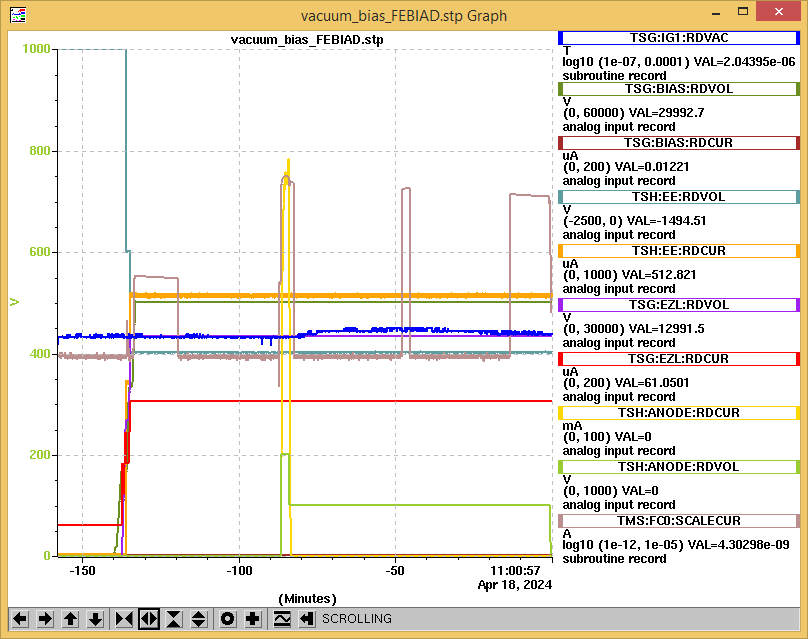 vacuum_bias_FEBIAD.stp Graph
vacuum_bias_FEBIAD.stp
1000
800
600
V
400
200
0
-150
-100
-50
11:00:57
Apr 18, 2024
(Minutes)
TSG:IG1:RDVAC
T
log10 (1e-07, 0.0001) VAL=2.04395e-06
subroutine record
TSG:BIAS:RDVOL
V
(0, 60000) VAL=29992.7
analog input record
TSG:BIAS:RDCUR
uA
(0, 200) VAL=0.01221
analog input record
TSH:EE:RDVOL
V
(-2500, 0) VAL=-1494.51
analog input record
TSH:EE:RDCUR
uA
(0, 1000) VAL=512.821
analog input record
TSG:EZL:RDVOL
V
(0, 30000) VAL=12991.5
analog input record
TSG:EZL:RDCUR
uA
(0, 200) VAL=61.0501
analog input record
TSH:ANODE:RDCUR
mA
(0, 100) VAL=0
analog input record
TSH:ANODE:RDVOL
V
(0, 1000) VAL=0
analog input record
TMS:FC0:SCALECUR
A
log10 (1e-12, 1e-05) VAL=4.30298e-09
subroutine record
SCROLLING